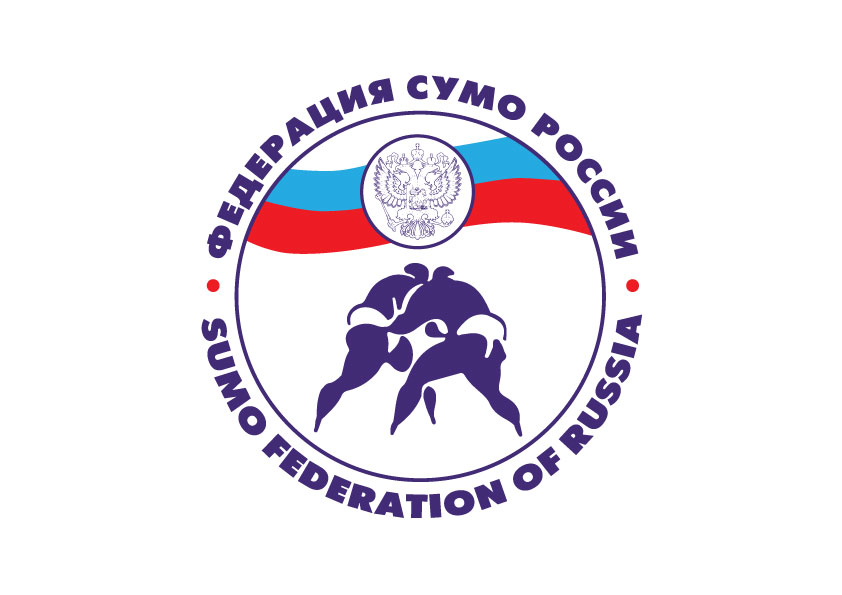 ФЕДЕРАЦИЯ СУМО РОССИИ
SUMO FEDERATION OF RUSSIA